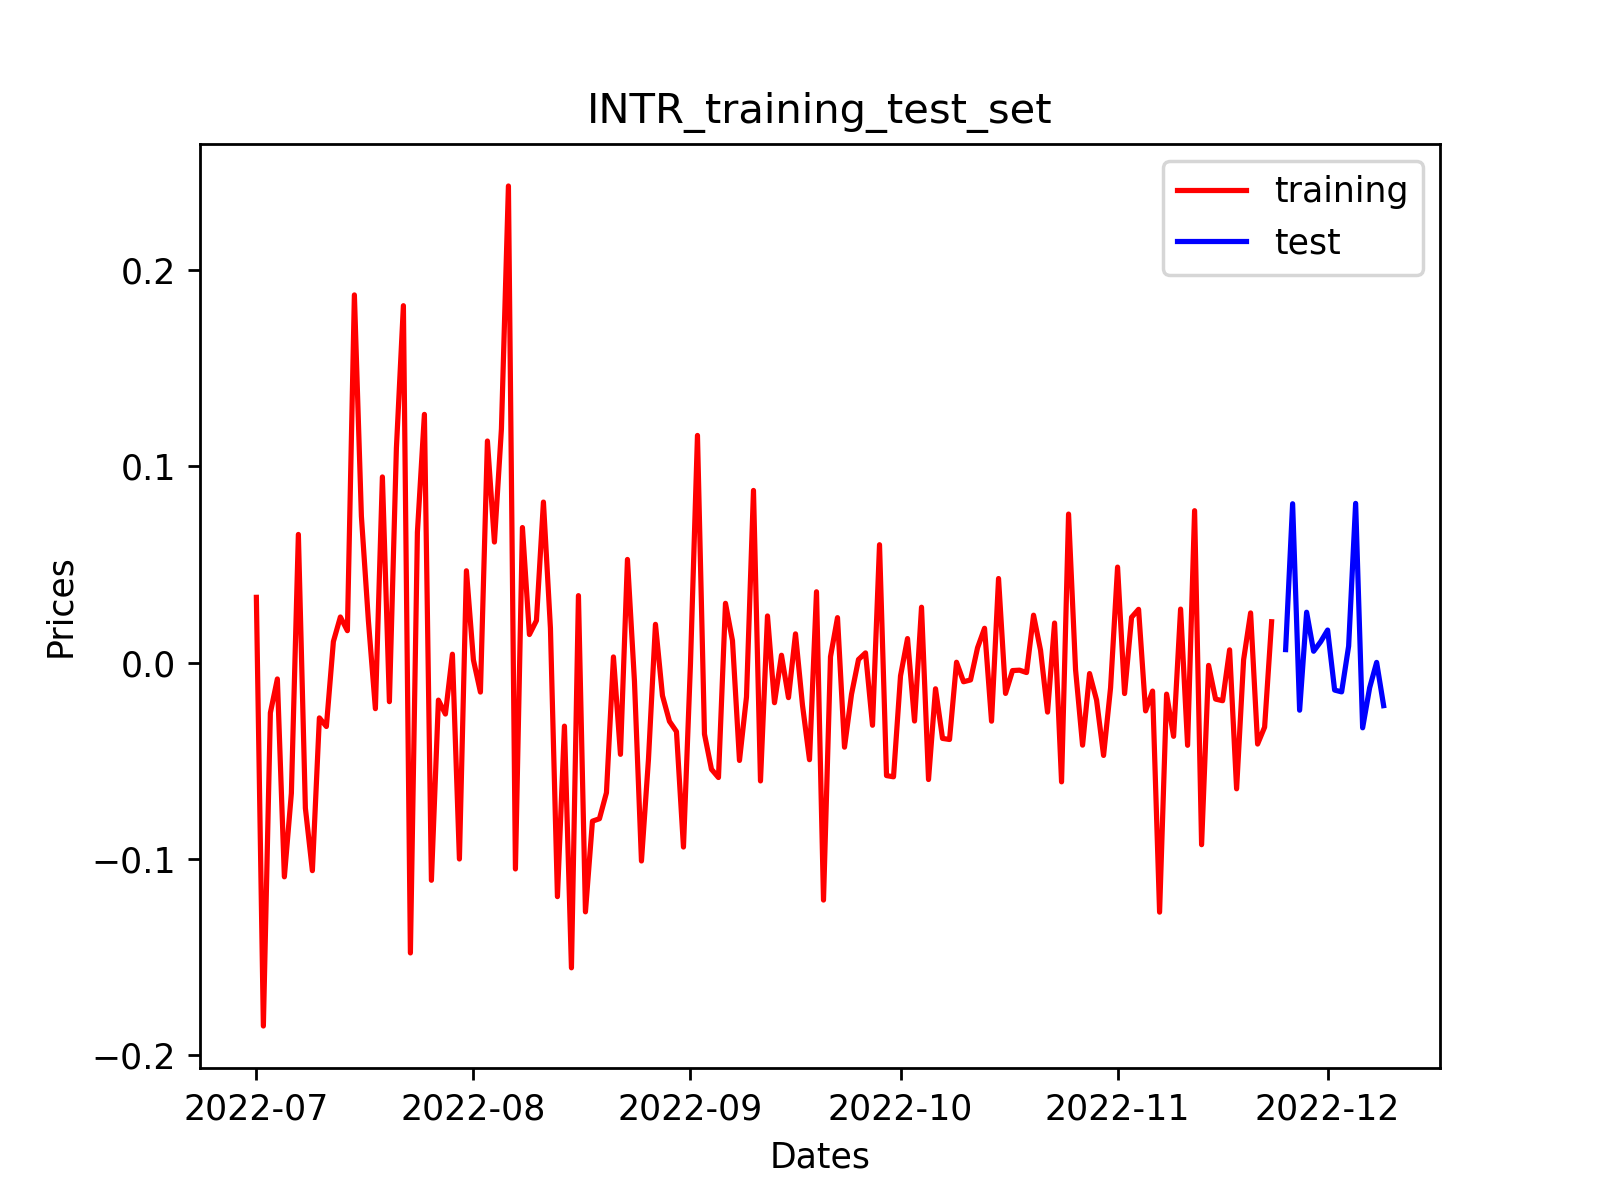 INTR_training_test_set
training
test
Prices
0.2
0.1
0.0
−0.1
−0.2
2022-07
2022-08
2022-09
2022-10
2022-11
2022-12
Dates